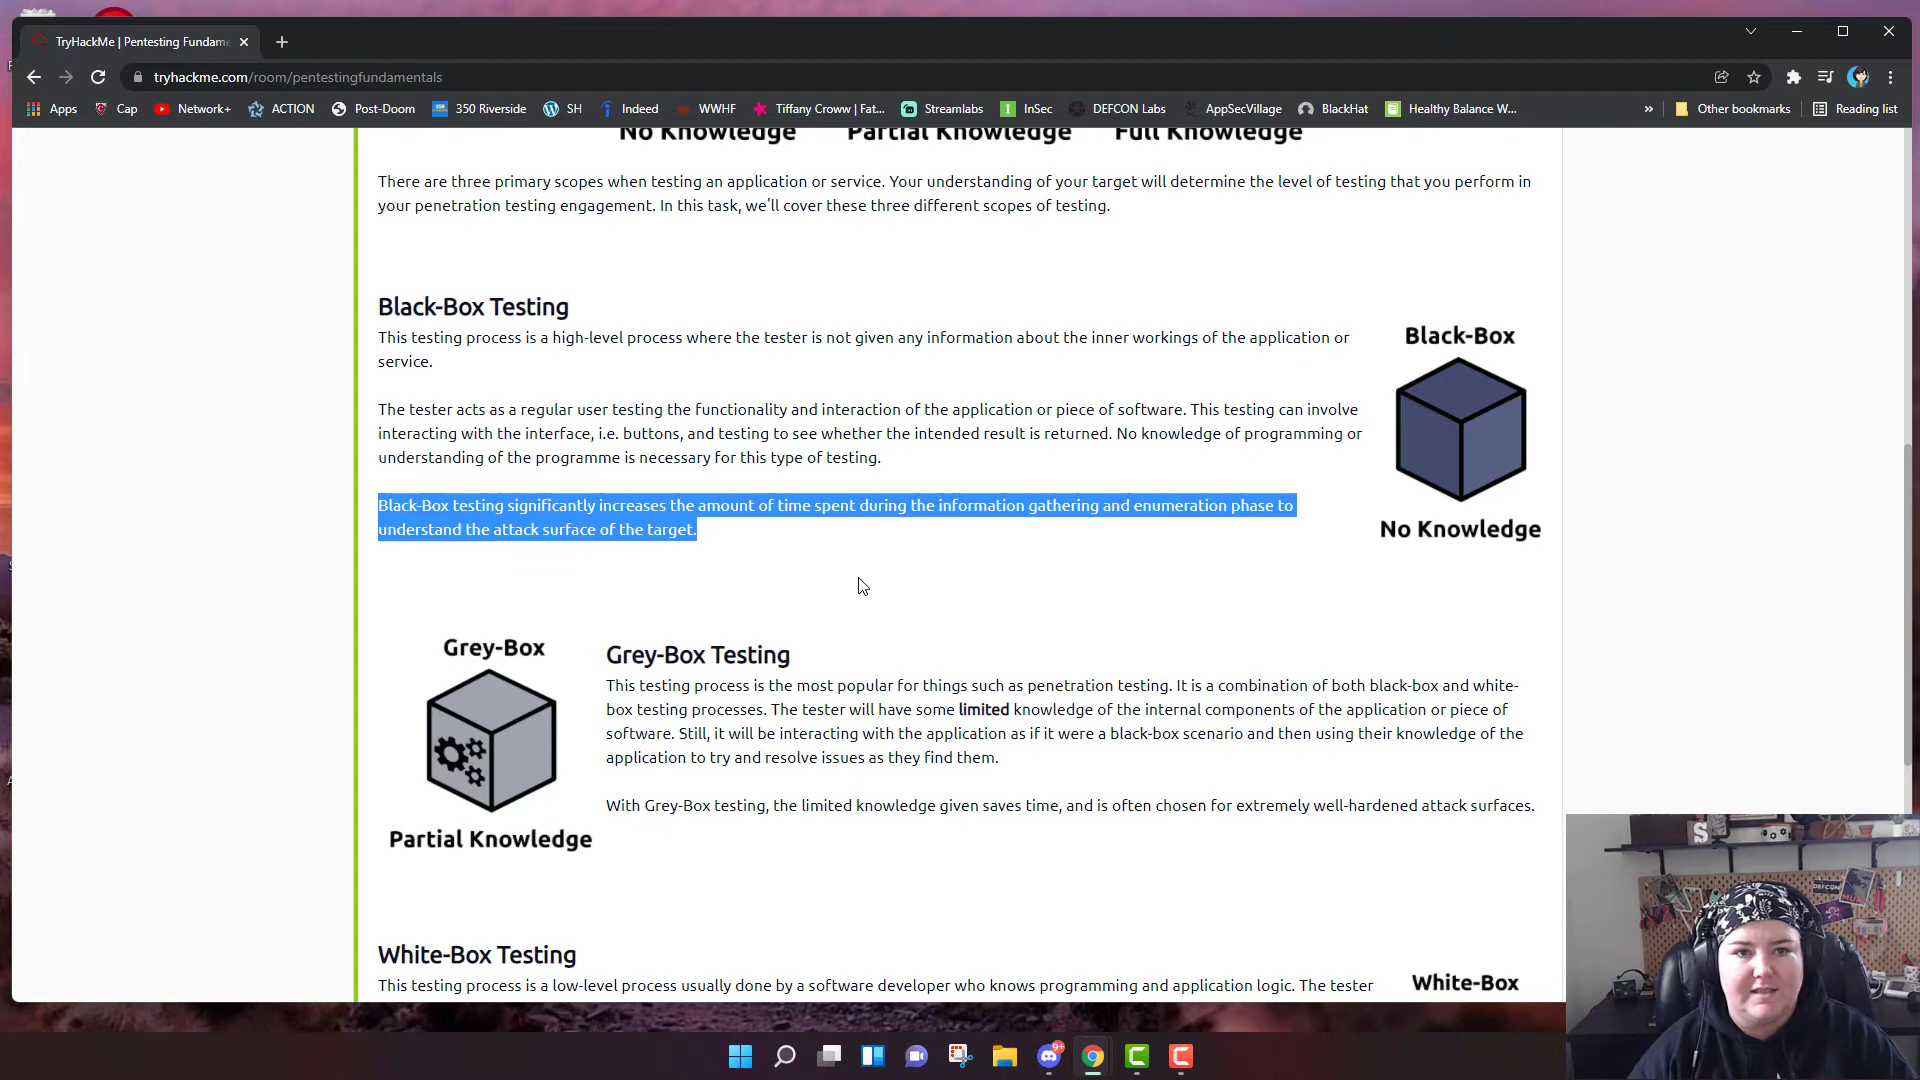 TryHackMe | Pentesting Fundame
tryhackme.com/room/pentestingfundamentals
Apps Cap Network+ ACTION Post-Doom 350 Riverside SH Indeed WWHF Tiffany Croww | Fat... Streamlabs InSec DEFCON Labs AppSecVillage BlackHat Healthy Balance W... » Other bookmarks Reading list
No Knowledge Partial Knowledge Full Knowledge
There are three primary scopes when testing an application or service. Your understanding of your target will determine the level of testing that you perform in
your penetration testing engagement. In this task, we'll cover these three different scopes of testing.
Black-Box Testing
This testing process is a high-level process where the tester is not given any information about the inner workings of the application or
service.
The tester acts as a regular user testing the functionality and interaction of the application or piece of software. This testing can involve
interacting with the interface, i.e. buttons, and testing to see whether the intended result is returned. No knowledge of programming or
understanding of the programme is necessary for this type of testing.
Black-Box testing significantly increases the amount of time spent during the information gathering and enumeration phase to
understand the attack surface of the target.
Black-Box
No Knowledge
Grey-Box
Partial Knowledge
Grey-Box Testing
This testing process is the most popular for things such as penetration testing. It is a combination of both black-box and white-
box testing processes. The tester will have some limited knowledge of the internal components of the application or piece of
software. Still, it will be interacting with the application as if it were a black-box scenario and then using their knowledge of the
application to try and resolve issues as they find them.
With Grey-Box testing, the limited knowledge given saves time, and is often chosen for extremely well-hardened attack surfaces.
White-Box Testing
This testing process is a low-level process usually done by a software developer who knows programming and application logic. The tester
White-Box
S
DEFCON
9+